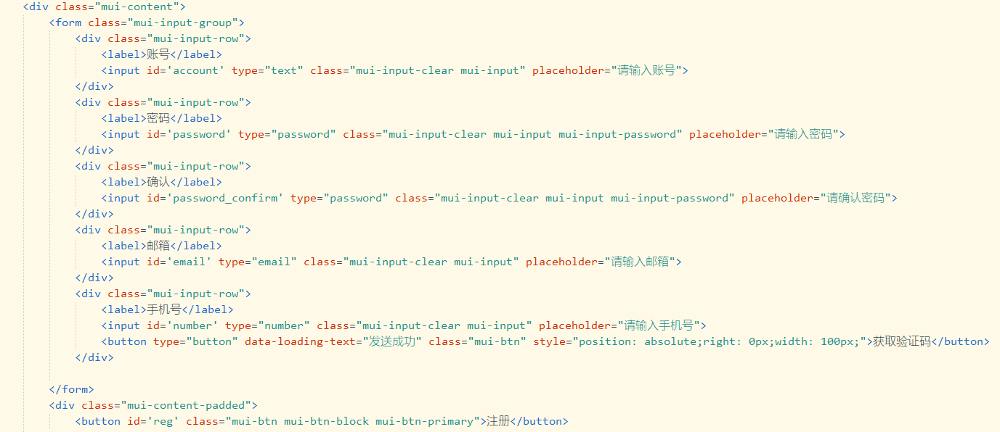 <div class="mui-content">
<form class="mui-input-group">
<div class="mui-input-row">
<label>账号</label>
<input id='account' type="text" class="mui-input-clear mui-input" placeholder="请输入账号">
</div>
<div class="mui-input-row">
<label>密码</label>
<input id='password' type="password" class="mui-input-clear mui-input mui-input-password" placeholder="请输入密码">
</div>
<div class="mui-input-row">
<label>确认</label>
<input id='password_confirm' type="password" class="mui-input-clear mui-input mui-input-password" placeholder="请确认密码">
</div>
<div class="mui-input-row">
<label>邮箱</label>
<input id='email' type="email" class="mui-input-clear mui-input" placeholder="请输入邮箱">
</div>
<div class="mui-input-row">
<label>手机号</label>
<input id='number' type="number" class="mui-input-clear mui-input" placeholder="请输入手机号">
<button type="button" data-loading-text="发送成功" class="mui-btn" style="position: absolute;right: 0px;width: 100px;">获取验证码</button>
</div>
</form>
<div class="mui-content-padded">
<button id='reg' class="mui-btn mui-btn-block mui-btn-primary">注册</button>